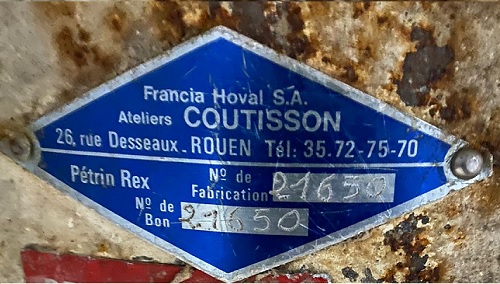 Francia Hoval S.A.
Ateliers COUTISSON
26, rue Desseaux. ROUEN Tél: 35.72-75-70
Pétrin Rex
Nº de Fabrication 21650
Nº de Bon 21650